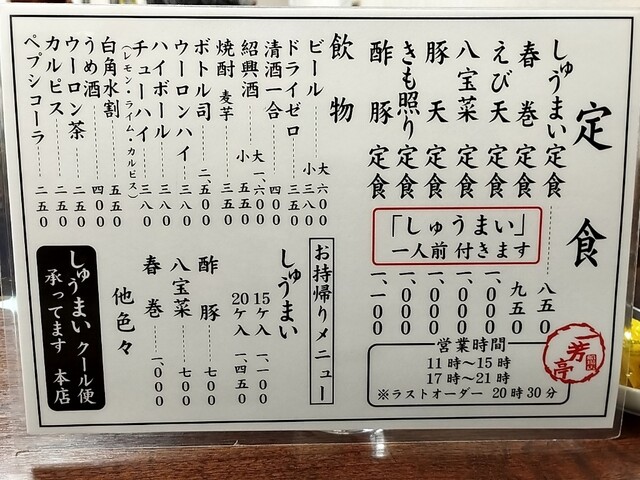 定食
しゅうまい定食 八五〇
春巻定食 九五〇
えび天定食 一、〇〇〇
八宝菜定食 一、〇〇〇
豚天定食 一、〇〇〇
きも照り定食 一、〇〇〇
酢豚定食 一、一〇〇
「しゅうまい」
一人前 付きます
営業時間
11時〜15時
17時〜21時
※ラストオーダー 20時30分
一芳亭
飲物
ビール 大 六〇〇
小 三八〇
ドライゼロ 三五〇
清酒一合 四〇〇
紹興酒 大 一、六〇〇
小 五五〇
焼酎 麦芋 三五〇
ボトル司 二、五〇〇
ウーロンハイ 三八〇
ハイボール 三八〇
チューハイ 三八〇
(レモン・ライム・カルピス)
白角水割 五五〇
うめ酒 四〇〇
ウーロン茶 二五〇
カルピス 二五〇
ペプシコーラ 二五〇
お持帰りメニュー
しゅうまい
15ケ入 一、一〇〇
20ケ入 一、四五〇
酢豚 七〇〇
八宝菜 七〇〇
春巻 一、〇〇〇
他色々
しゅうまい クール便
承ってます 本店